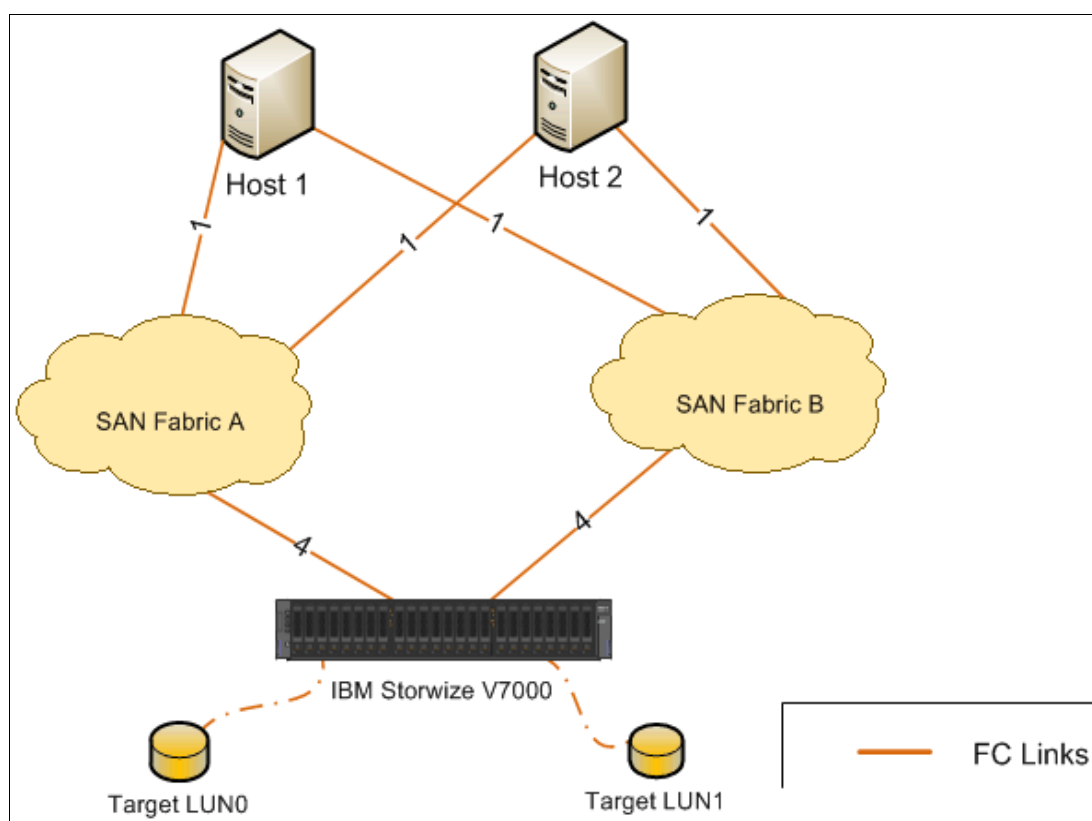 Host 1
Host 2
1
1
1
1
SAN Fabric A
SAN Fabric B
4
4
IBM Storwize V7000
Target LUN0
Target LUN1
FC Links